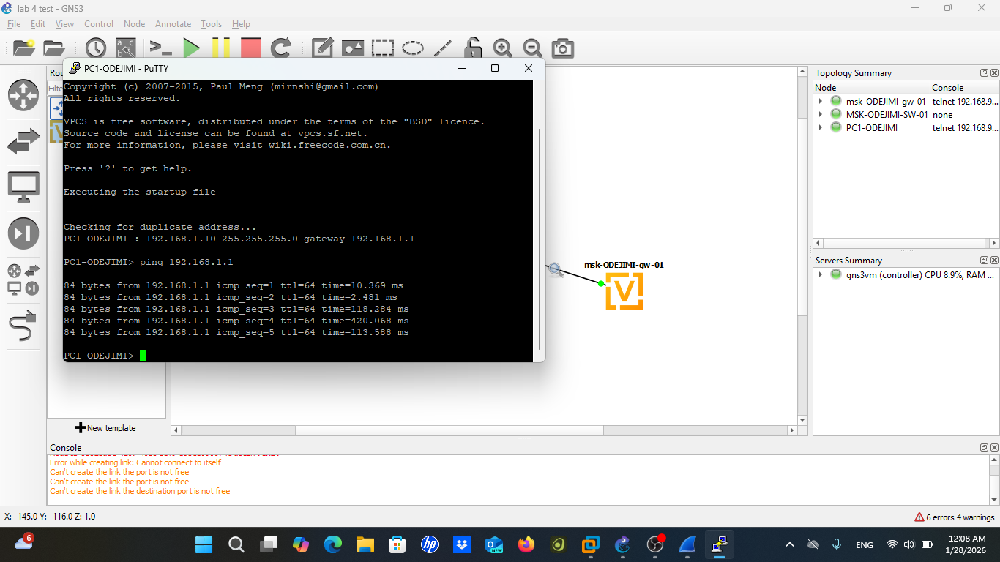 lab 4 test - GNS3
File Edit View Control Node Annotate Tools Help
PC1-ODEJIMI - PuTTY
Copyright (c) 2007-2015, Paul Meng (mirnshi@gmail.com)
All rights reserved.
VPCS is free software, distributed under the terms of the "BSD" licence.
Source code and license can be found at vpcs.sf.net.
For more information, please visit wiki.freecode.com.cn.
Press '?' to get help.
Executing the startup file
Checking for duplicate address...
PC1-ODEJIMI : 192.168.1.10 255.255.255.0 gateway 192.168.1.1
PC1-ODEJIMI> ping 192.168.1.1
84 bytes from 192.168.1.1 icmp_seq=1 ttl=64 time=10.369 ms
84 bytes from 192.168.1.1 icmp_seq=2 ttl=64 time=2.481 ms
84 bytes from 192.168.1.1 icmp_seq=3 ttl=64 time=118.284 ms
84 bytes from 192.168.1.1 icmp_seq=4 ttl=64 time=420.068 ms
84 bytes from 192.168.1.1 icmp_seq=5 ttl=64 time=113.588 ms
PC1-ODEJIMI>
msk-ODEJIMI-gw-01
V
Topology Summary
Node Console
msk-ODEJIMI-gw-01 telnet 192.168.9...
MSK-ODEJIMI-SW-01 none
PC1-ODEJIMI telnet 192.168.9...
Servers Summary
gns3vm (controller) CPU 8.9%, RAM ...
New template
Console
Error while creating link: Cannot connect to itself
Can't create the link the port is not free
Can't create the link the port is not free
Can't create the link the destination port is not free
X: -145.0 Y: -116.0 Z: 1.0
6 errors 4 warnings
6
hp
NEW
ENG
12:08 AM
1/28/2026